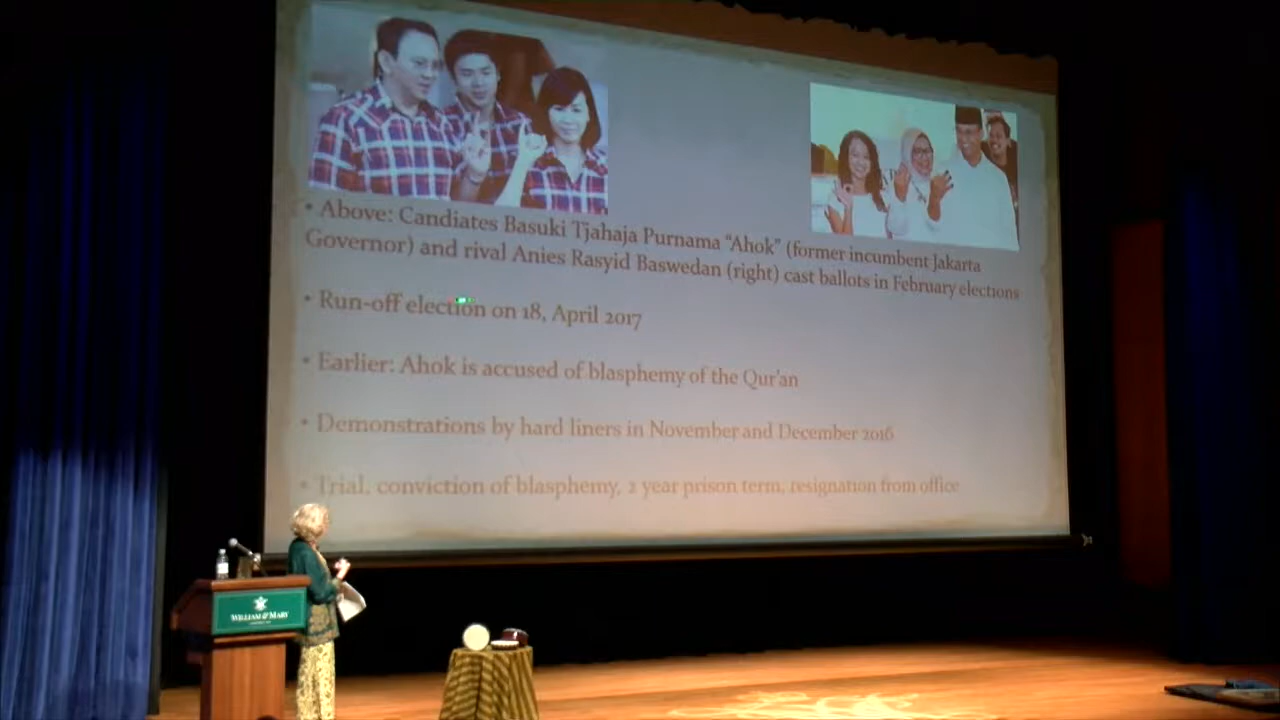 • Above: Candiates Basuki Tjahaja Purnama “Ahok” (former incumbent Jakarta
Governor) and rival Anies Rasyid Baswedan (right) cast ballots in February elections
• Run-off election on 18, April 2017
• Earlier: Ahok is accused of blasphemy of the Qur'an
• Demonstrations by hard liners in November and December 2016
• Trial, conviction of blasphemy, 2 year prison term, resignation from office
WILLIAM & MARY